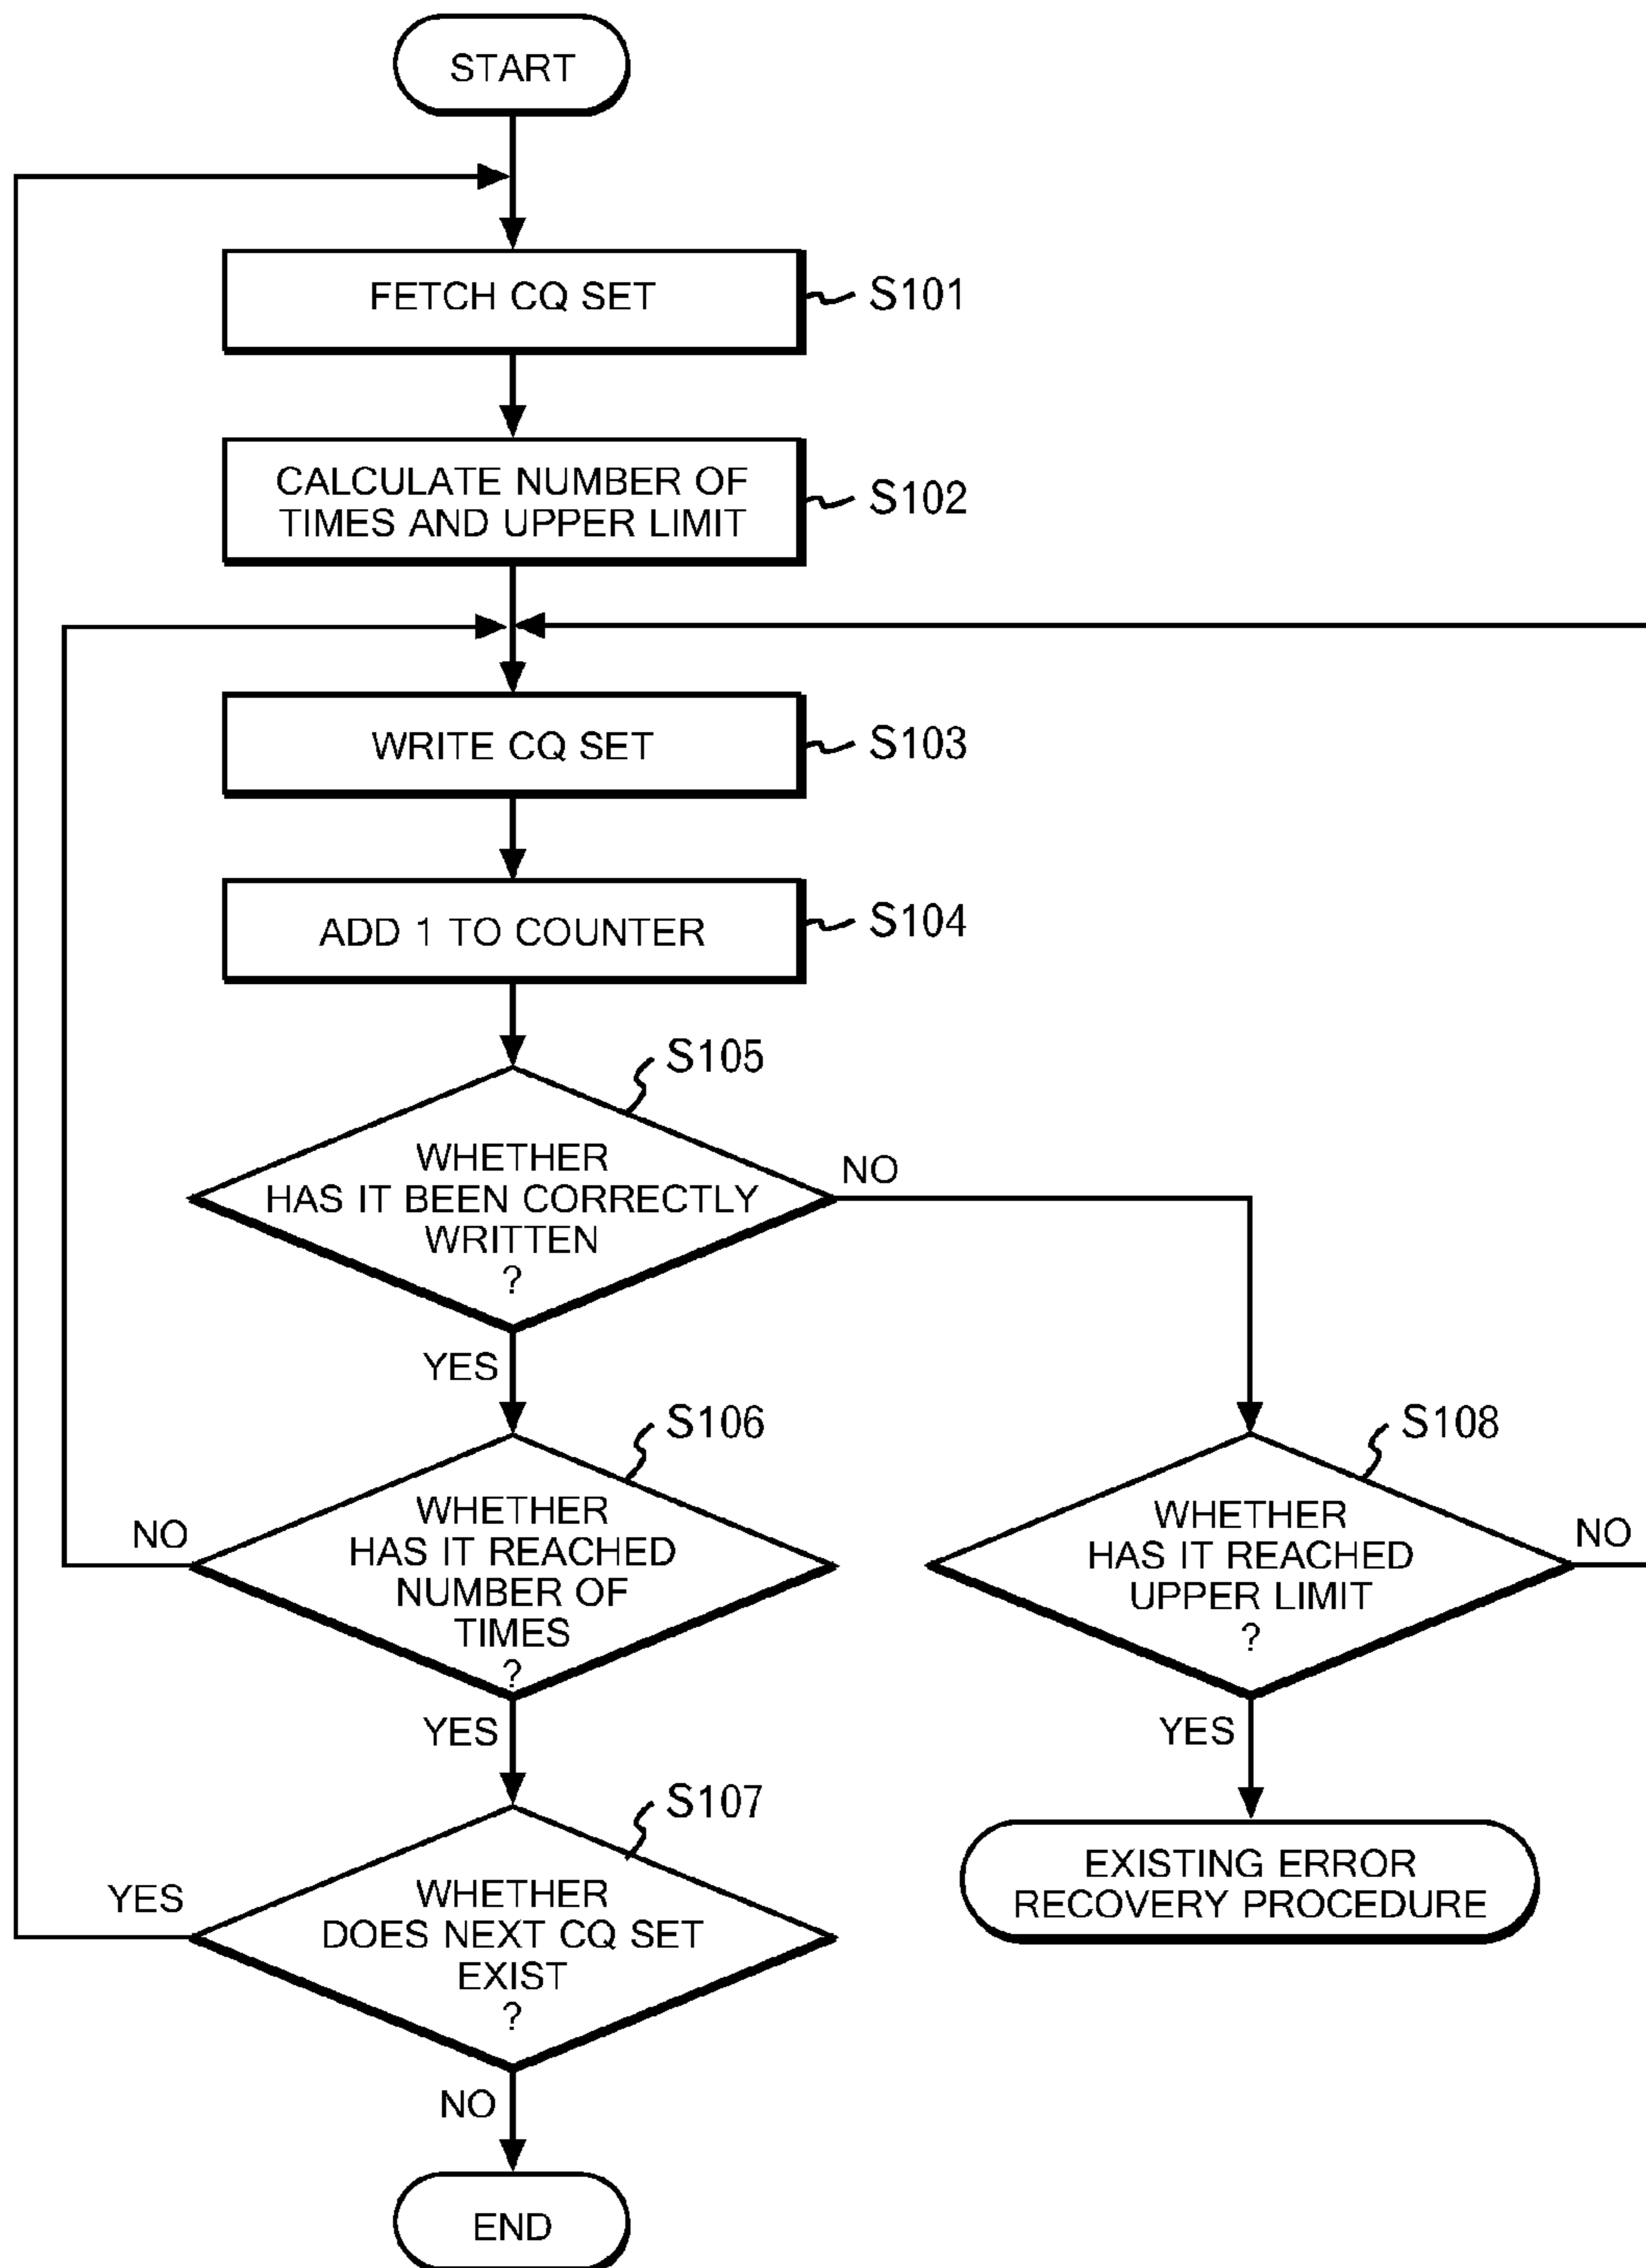 START
FETCH CQ SET
S101
CALCULATE NUMBER OF
TIMES AND UPPER LIMIT
S102
WRITE CQ SET
S103
ADD 1 TO COUNTER
S104
S105
WHETHER
HAS IT BEEN CORRECTLY
WRITTEN
?
NO
YES
S106
WHETHER
HAS IT REACHED
NUMBER OF
TIMES
?
NO
YES
S108
WHETHER
HAS IT REACHED
UPPER LIMIT
?
NO
YES
S107
WHETHER
DOES NEXT CQ SET
EXIST
?
YES
NO
EXISTING ERROR
RECOVERY PROCEDURE
END